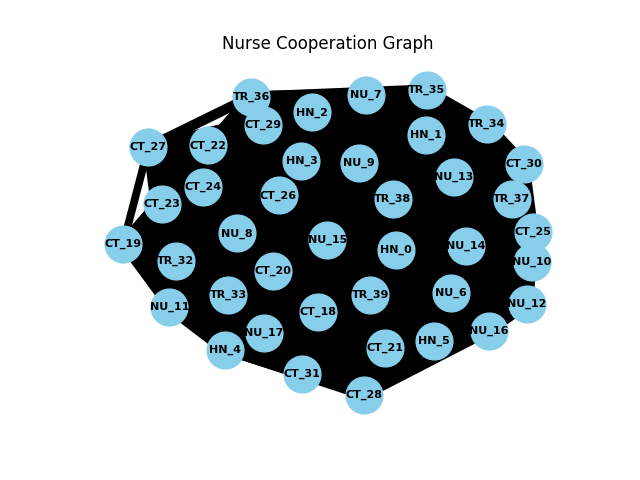 Nurse Cooperation Graph
TR_36
NU_7
TR_35
HN_2
CT_29
TR_34
HN_1
CT_22
CT_27
HN_3
NU_9
CT_30
NU_13
CT_24
CT_26
TR_38
TR_37
CT_23
NU_8
CT_25
NU_15
CT_19
NU_14
HN_0
TR_32
NU_10
CT_20
NU_6
TR_33
TR_39
NU_12
NU_11
CT_18
NU_16
NU_17
HN_5
CT_21
HN_4
CT_31
CT_28